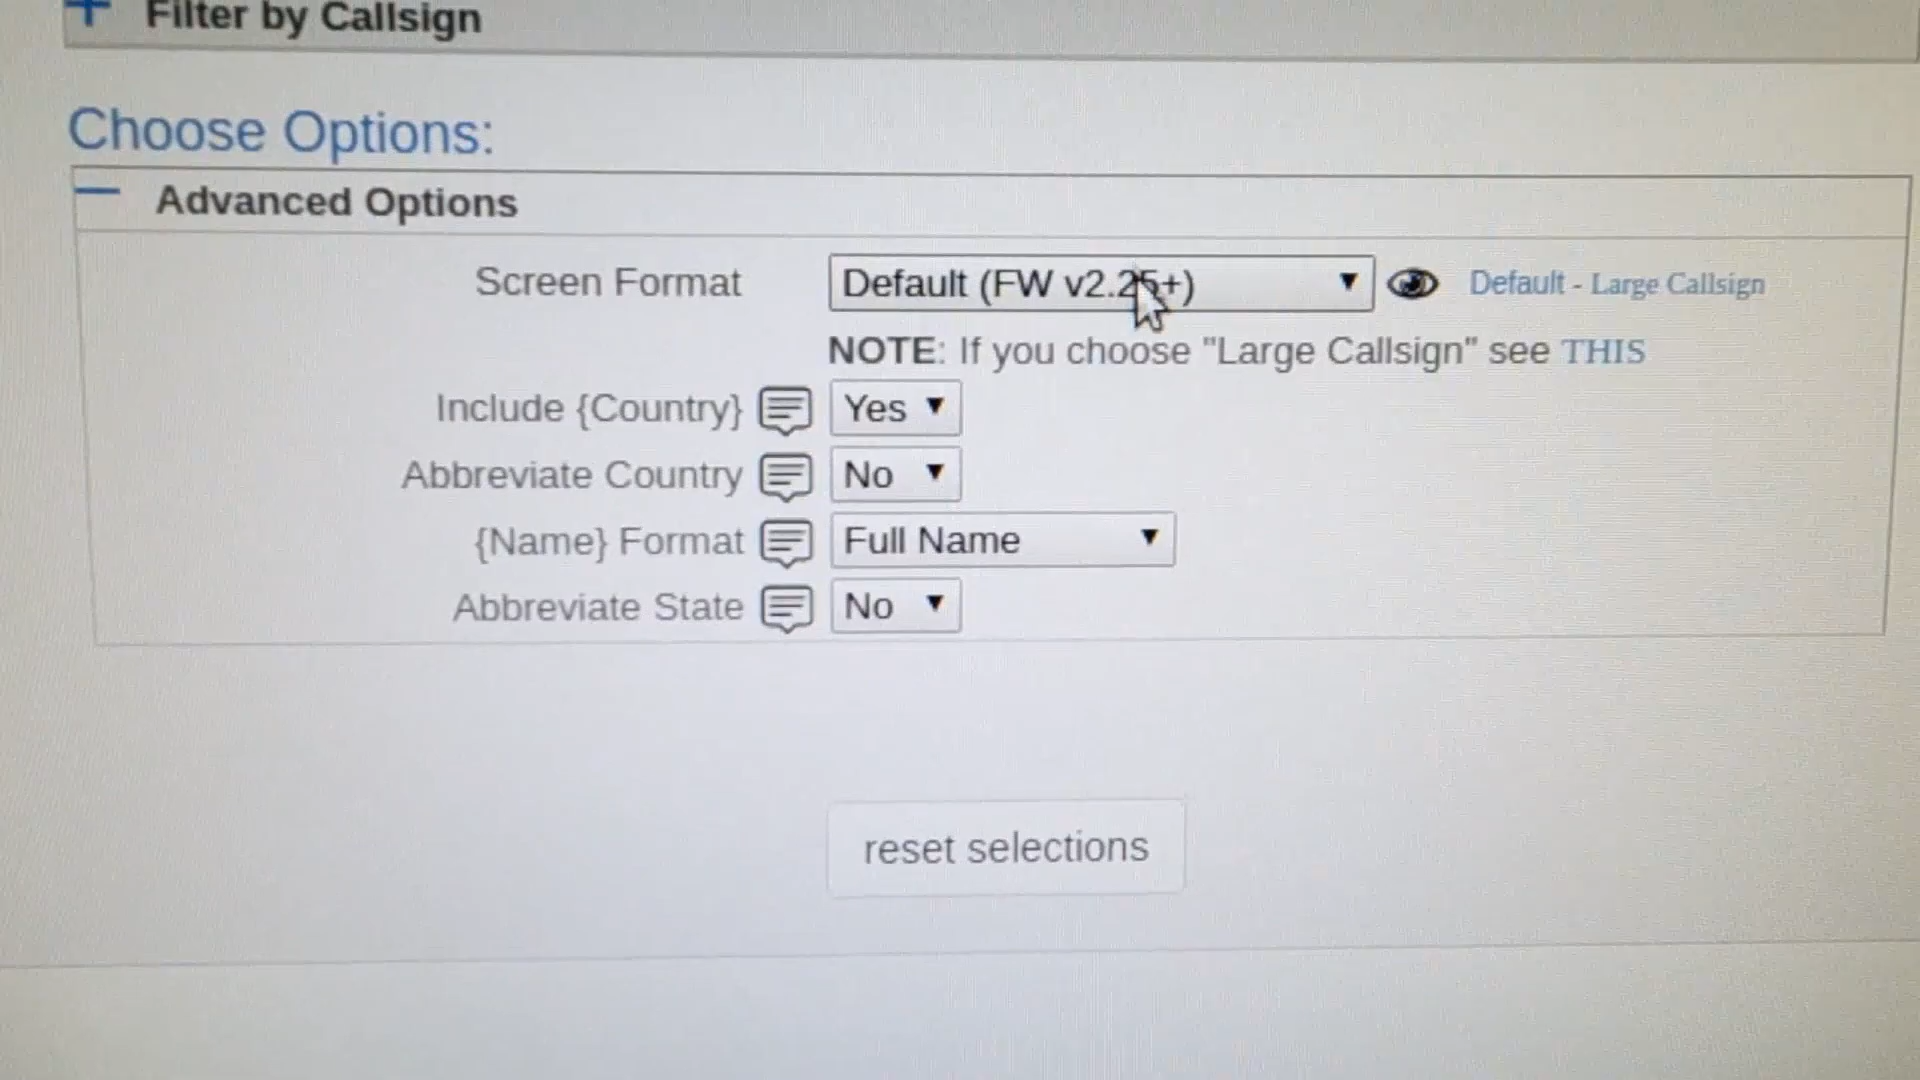 Filter by Callsign
Choose Options:
Advanced Options
Screen Format Default (FW v2.25+) Default - Large Callsign
NOTE: If you choose "Large Callsign" see THIS
Include {Country} Yes
Abbreviate Country No
{Name} Format Full Name
Abbreviate State No
reset selections